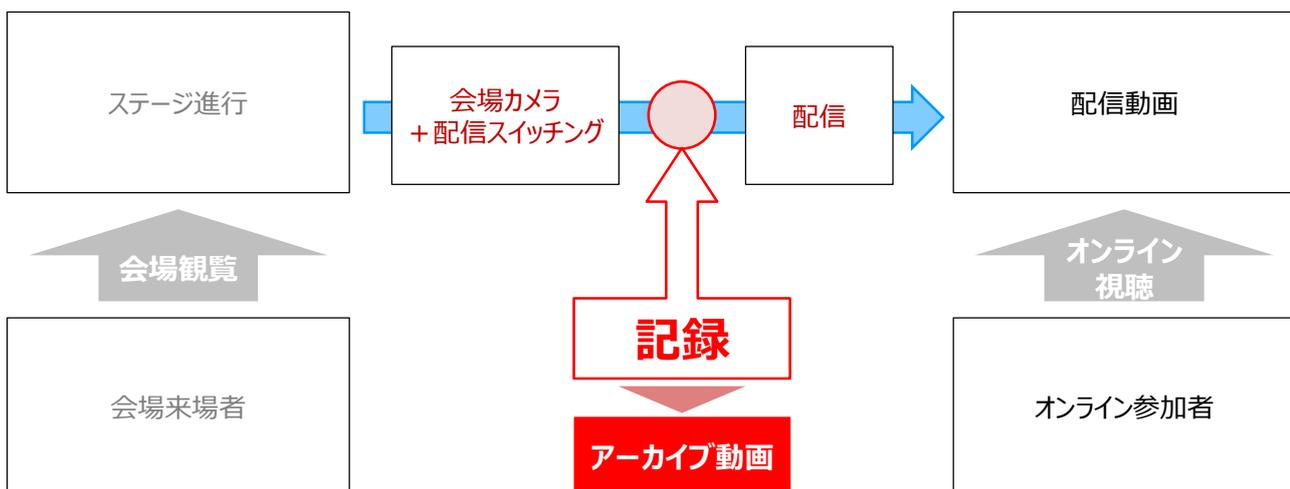 ステージ進行
会場カメラ
＋配信スイッチング
配信
配信動画
会場観覧
オンライン
視聴
記録
会場来場者
アーカイブ動画
オンライン参加者